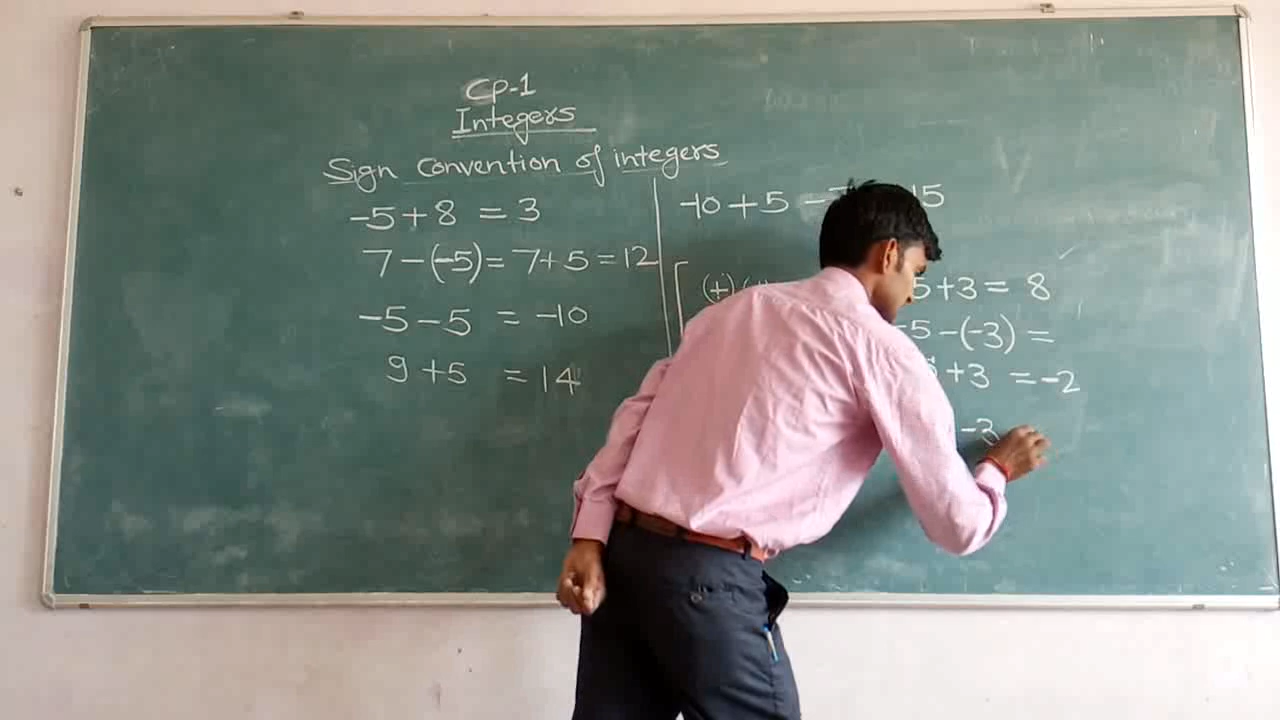 CP-1
Integers
Sign Convention of integers
-5+8 = 3
7-(-5)= 7+5 = 12
-5-5 = -10
9+5 = 14
-10+5-7 15
(+)
5+3= 8
-5-(-3) =
+3 =-2
-3